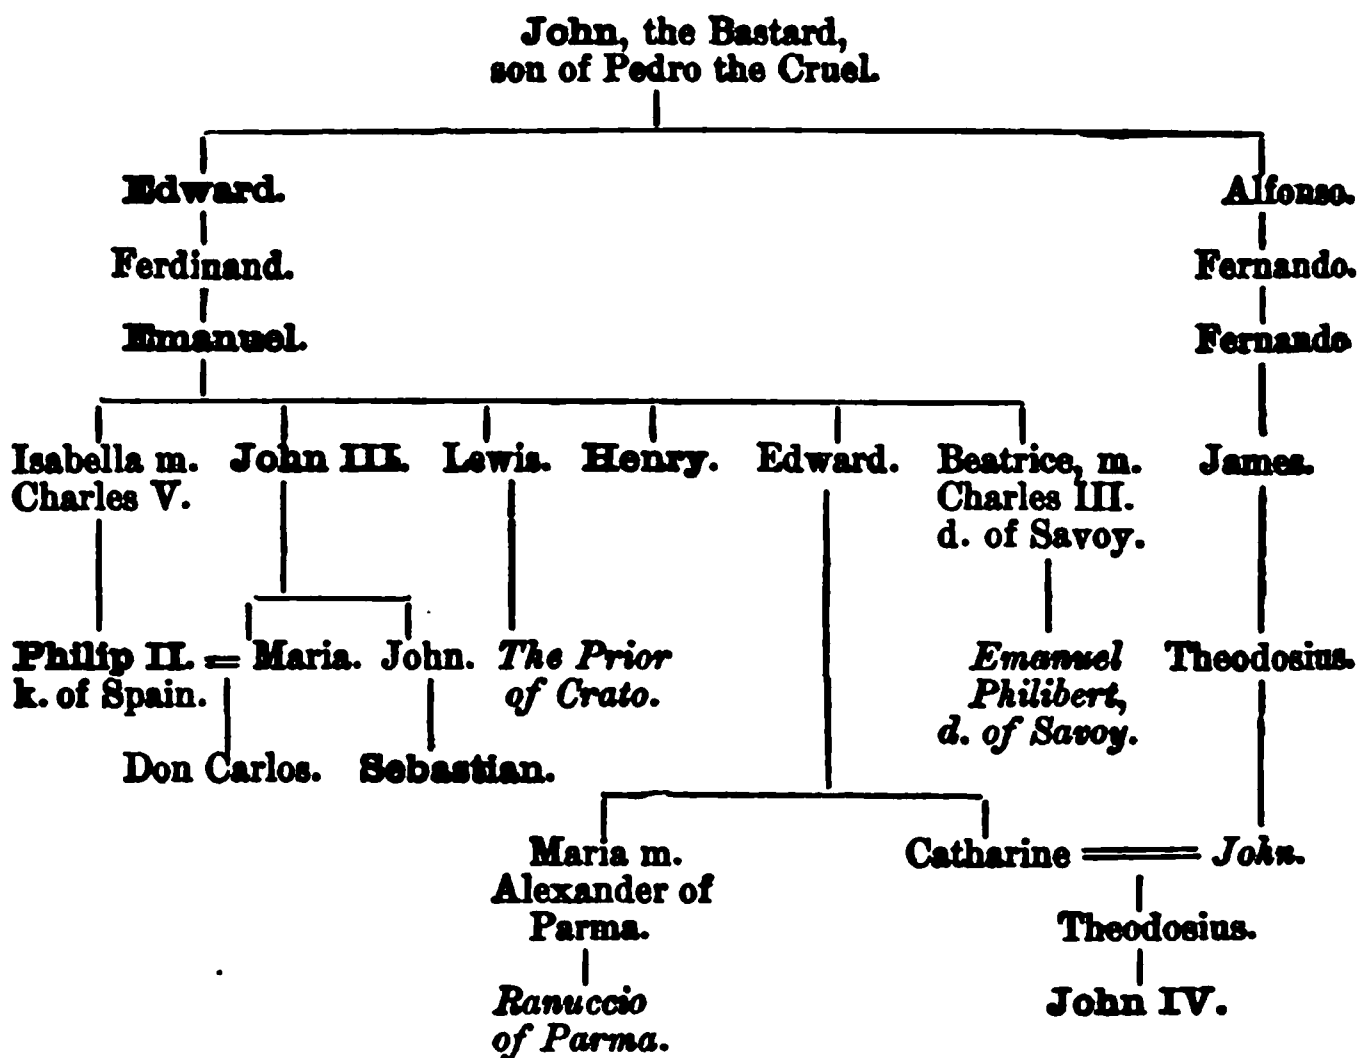 John, the Bastard,
son of Pedro the Cruel.
Edward.
Alfonso.
Ferdinand.
Fernando.
Emanuel.
Fernando
Isabella m.
Charles V.
John III.
Lewis.
Henry.
Edward.
Beatrice, m.
Charles III.
d. of Savoy.
James.
Philip II. = Maria.
k. of Spain.
John.
The Prior
of Crato.
Emanuel
Philibert,
d. of Savoy.
Theodosius.
Don Carlos.
Sebastian.
Maria m.
Alexander of
Parma.
Catharine = John.
Theodosius.
Ranuccio
of Parma.
John IV.